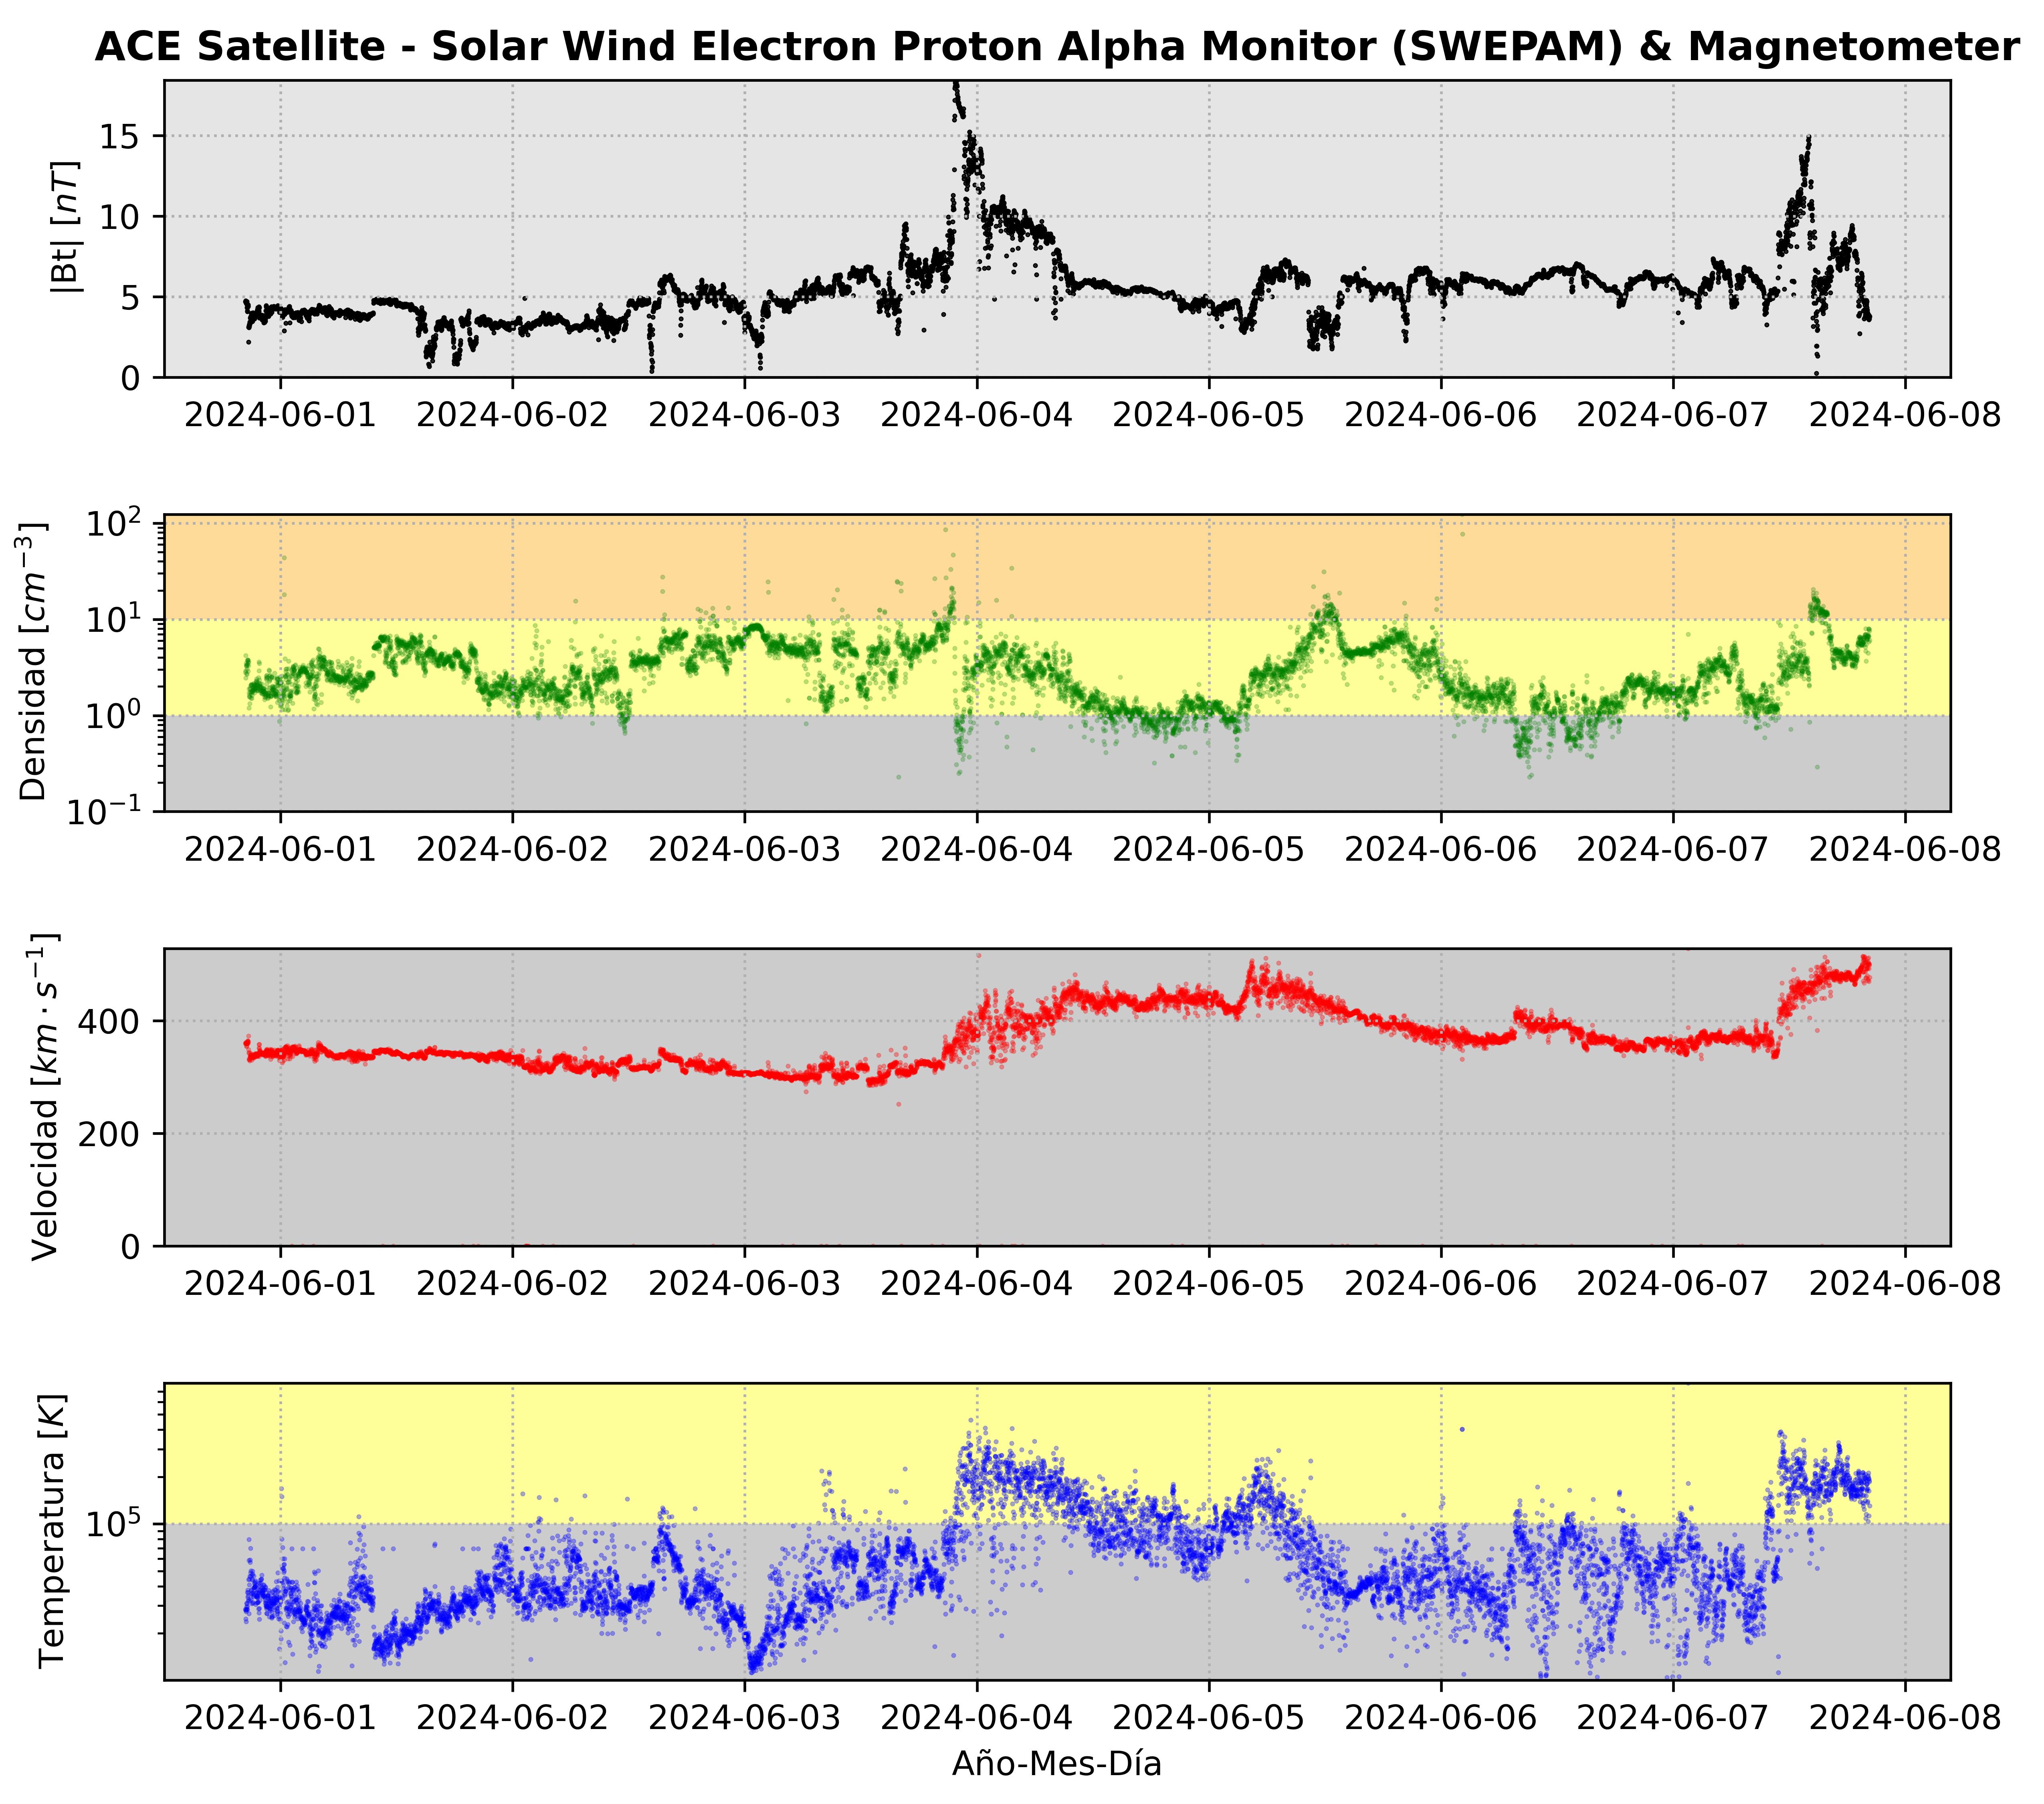 ACE Satellite - Solar Wind Electron Proton Alpha Monitor (SWEPAM) & Magnetometer
|Bt| [nT]
15
10
5
0
2024-06-01 2024-06-02 2024-06-03 2024-06-04 2024-06-05 2024-06-06 2024-06-07 2024-06-08
Densidad [cm⁻³]
10²
10¹
10⁰
10⁻¹
2024-06-01 2024-06-02 2024-06-03 2024-06-04 2024-06-05 2024-06-06 2024-06-07 2024-06-08
Velocidad [km · s⁻¹]
400
200
0
2024-06-01 2024-06-02 2024-06-03 2024-06-04 2024-06-05 2024-06-06 2024-06-07 2024-06-08
Temperatura [K]
10⁵
2024-06-01 2024-06-02 2024-06-03 2024-06-04 2024-06-05 2024-06-06 2024-06-07 2024-06-08
Año-Mes-Día